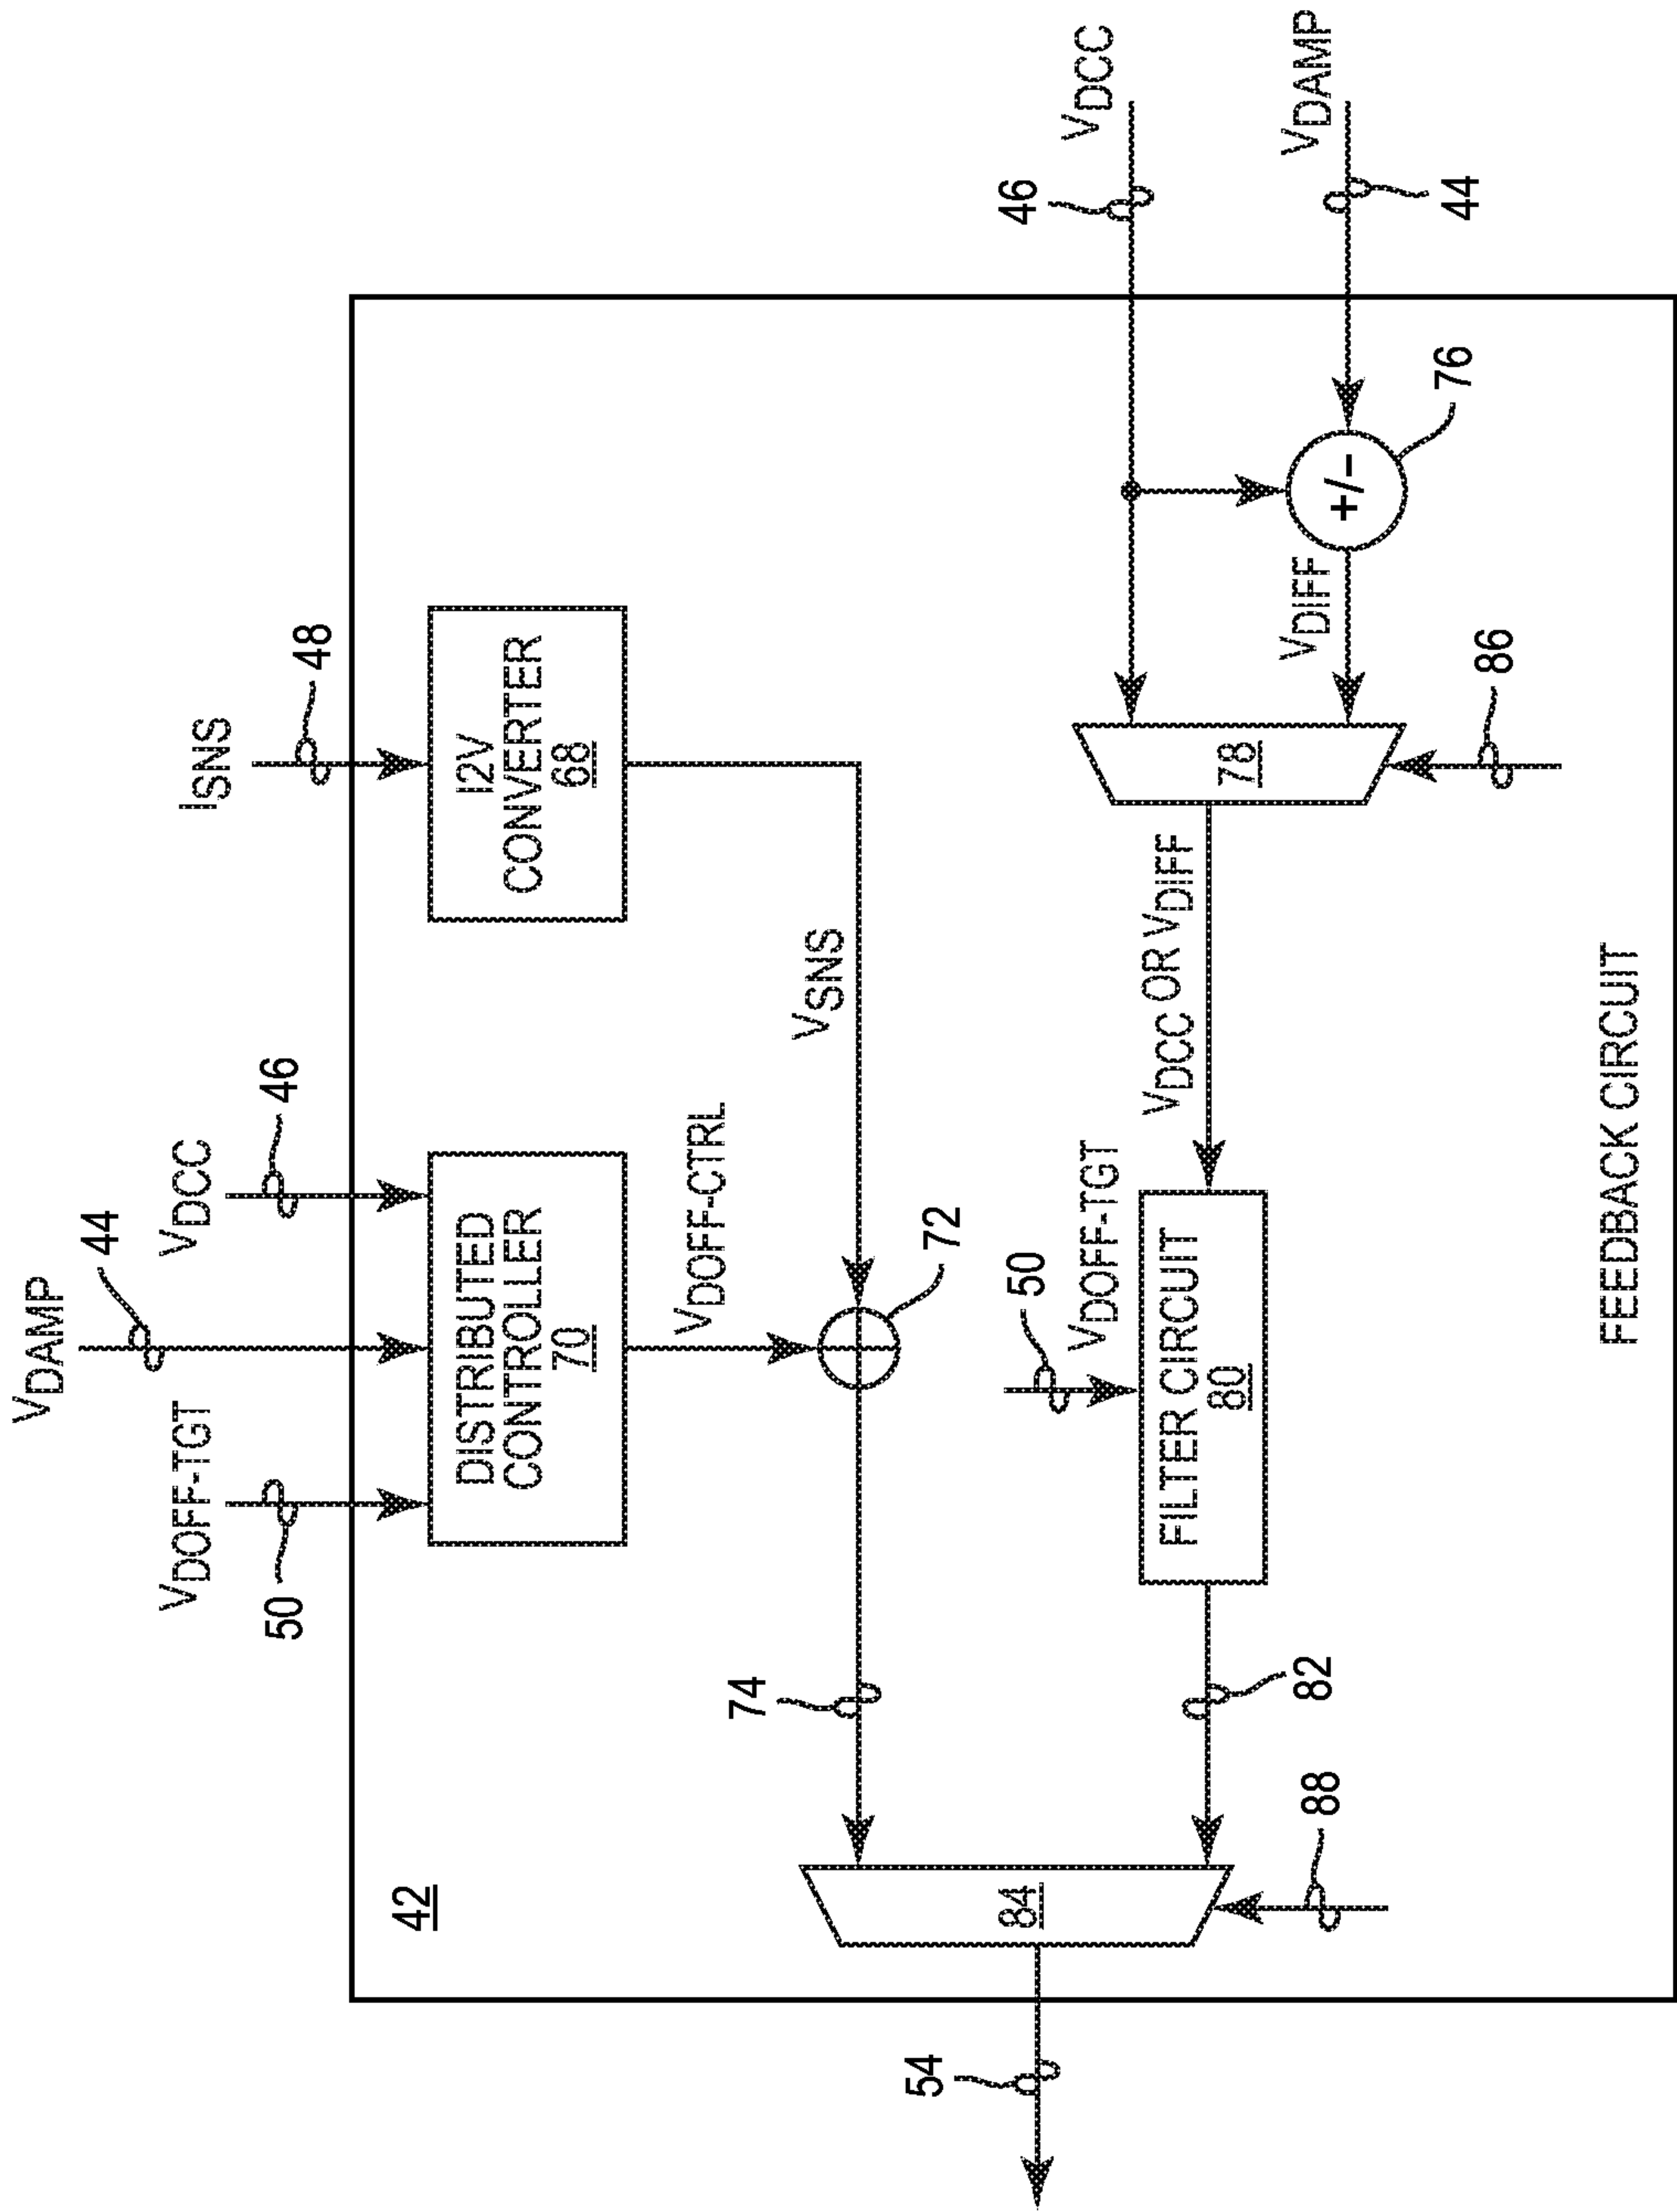 VDAMP
44
VDOFF-TGT
50
VDCC
46
ISNS
48
42
DISTRIBUTED
CONTROLLER
70
I2V
CONVERTER
68
VDOFF-CTRL
VSNS
72
74
84
88
54
50
VDOFF-TGT
FILTER CIRCUIT
80
82
VDCC OR VDIFF
78
86
VDIFF
+/-
76
46
VDCC
VDAMP
44
FEEDBACK CIRCUIT